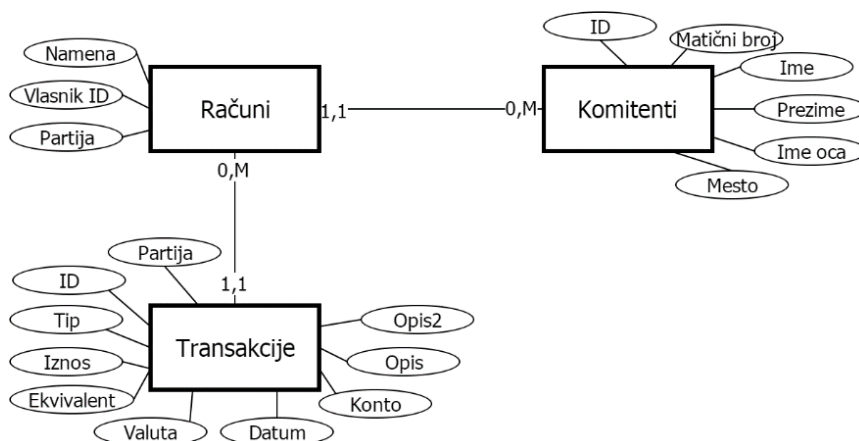 ID
Matični broj
Namena
Ime
Vlasnik ID
Računi
1,1
0,M
Komitenti
Prezime
Partija
Ime oca
0,M
Mesto
Partija
ID
1,1
Tip
Opis2
Transakcije
Iznos
Opis
Ekvivalent
Konto
Valuta
Datum